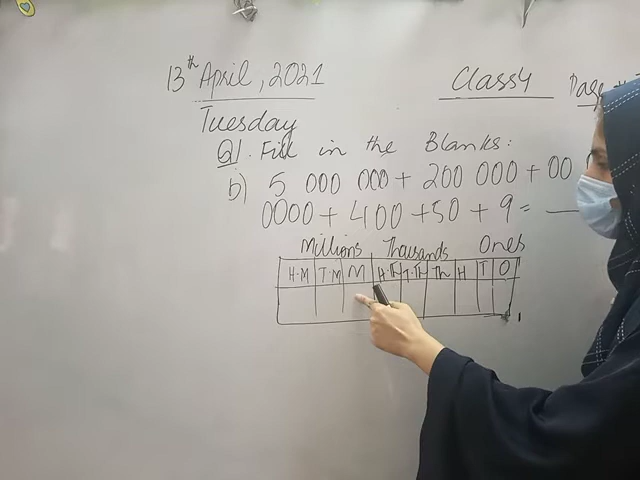 13th April, 2021 Class4
Tuesday
Q1. Fill in the Blanks:
b) 5 000 000 + 200 000 + 00
0000 + 400 + 50 + 9 = __
Millions Thousands Ones
H.M T.M M H.Th T.Th Th H T O